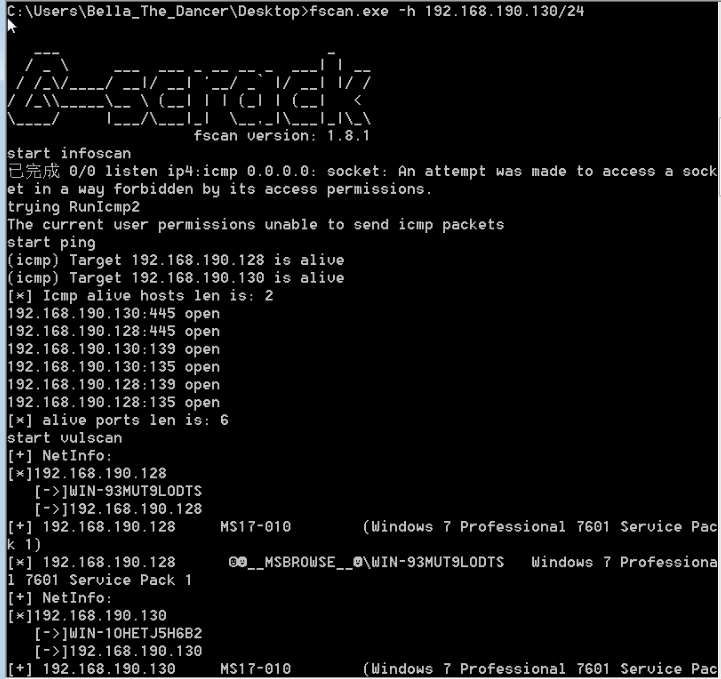 C:\Users\Bella_The_Dancer\Desktop>fscan.exe -h 192.168.190.130/24
fscan version: 1.8.1
start infoscan
已完成 0/0 listen ip4:icmp 0.0.0.0: socket: An attempt was made to access a sock
et in a way forbidden by its access permissions.
trying RunIcmp2
The current user permissions unable to send icmp packets
start ping
(icmp) Target 192.168.190.128 is alive
(icmp) Target 192.168.190.130 is alive
[*] Icmp alive hosts len is: 2
192.168.190.130:445 open
192.168.190.128:445 open
192.168.190.130:139 open
192.168.190.130:135 open
192.168.190.128:139 open
192.168.190.128:135 open
[*] alive ports len is: 6
start vulscan
[+] NetInfo:
[*]192.168.190.128
[->]WIN-93MUT9LODTS
[->]192.168.190.128
[+] 192.168.190.128 MS17-010 (Windows 7 Professional 7601 Service Pac
k 1)
[*] 192.168.190.128 __MSBROWSE__\WIN-93MUT9LODTS Windows 7 Professiona
l 7601 Service Pack 1
[+] NetInfo:
[*]192.168.190.130
[->]WIN-1OHETJ5H6B2
[->]192.168.190.130
[+] 192.168.190.130 MS17-010 (Windows 7 Professional 7601 Service Pac